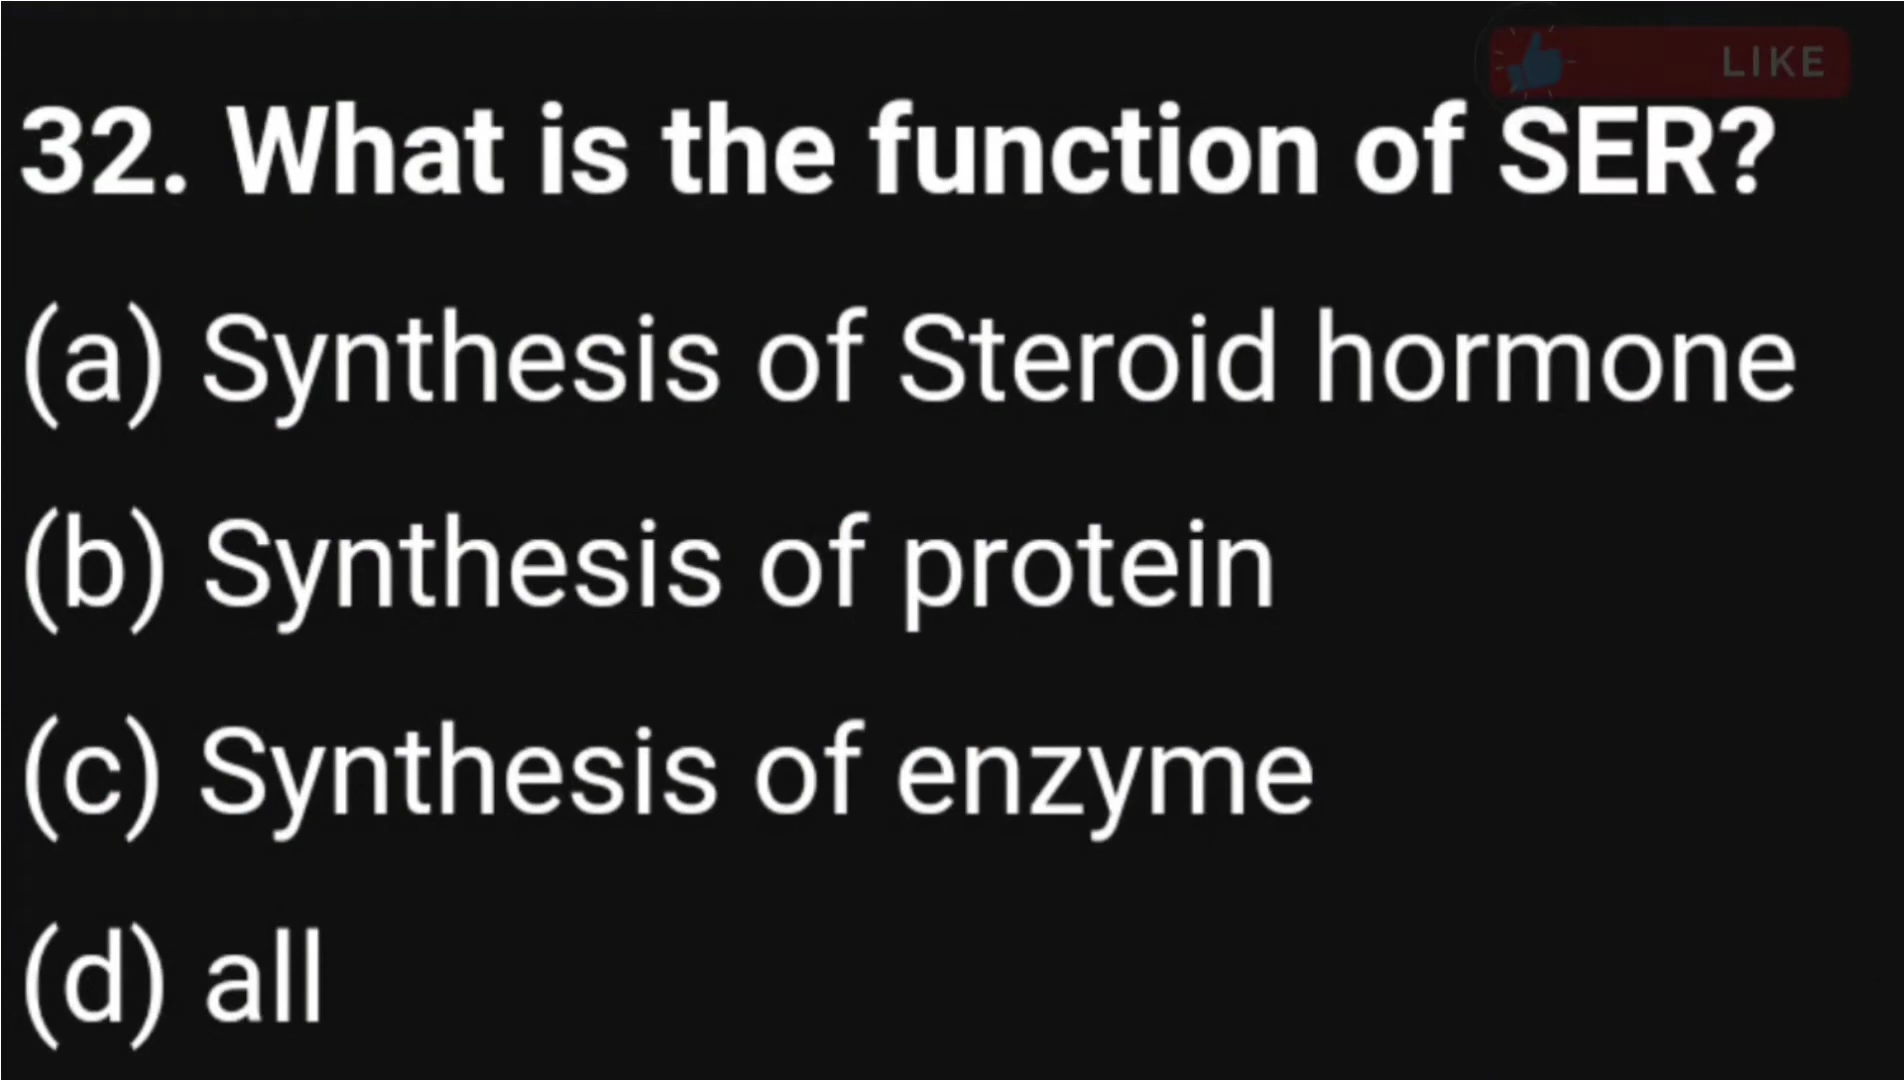 LIKE
32. What is the function of SER?
(a) Synthesis of Steroid hormone
(b) Synthesis of protein
(c) Synthesis of enzyme
(d) all